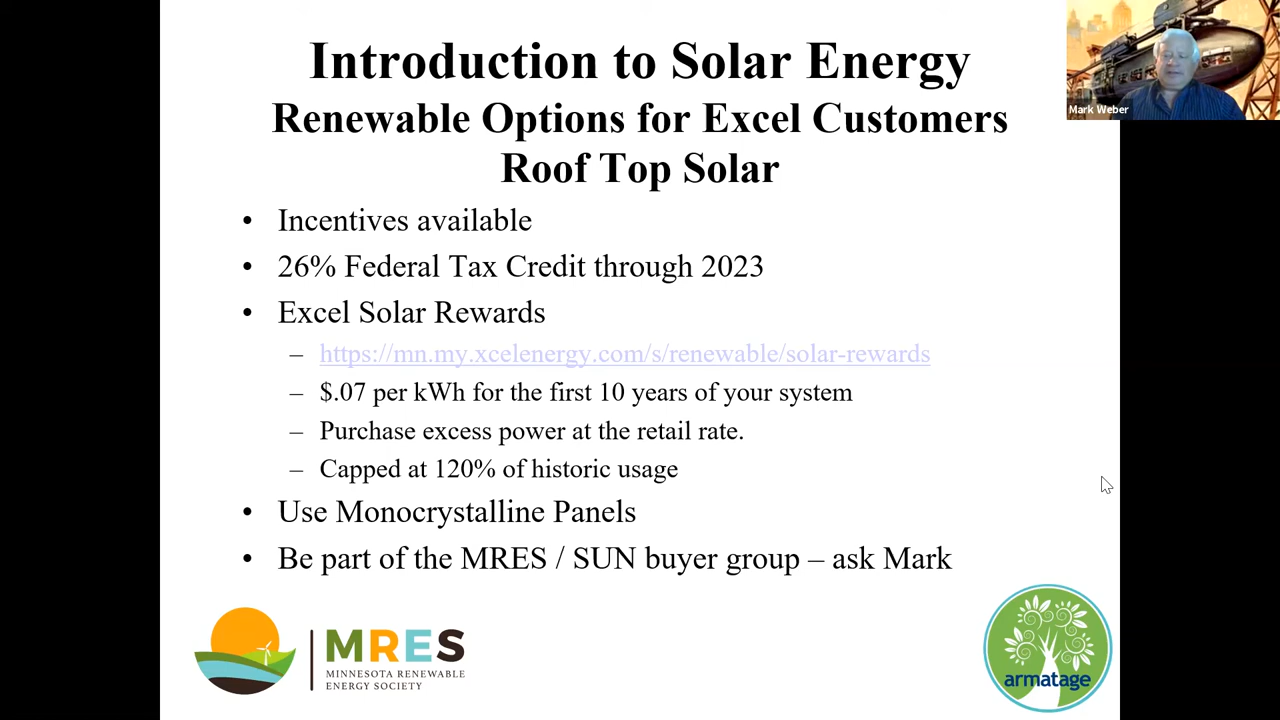 Introduction to Solar Energy
Renewable Options for Excel Customers
Roof Top Solar
Mark Weber
• Incentives available
• 26% Federal Tax Credit through 2023
• Excel Solar Rewards
– https://mn.my.xcelenergy.com/s/renewable/solar-rewards
– $.07 per kWh for the first 10 years of your system
– Purchase excess power at the retail rate.
– Capped at 120% of historic usage
• Use Monocrystalline Panels
• Be part of the MRES / SUN buyer group – ask Mark
MRES
MINNESOTA RENEWABLE
ENERGY SOCIETY
armatage